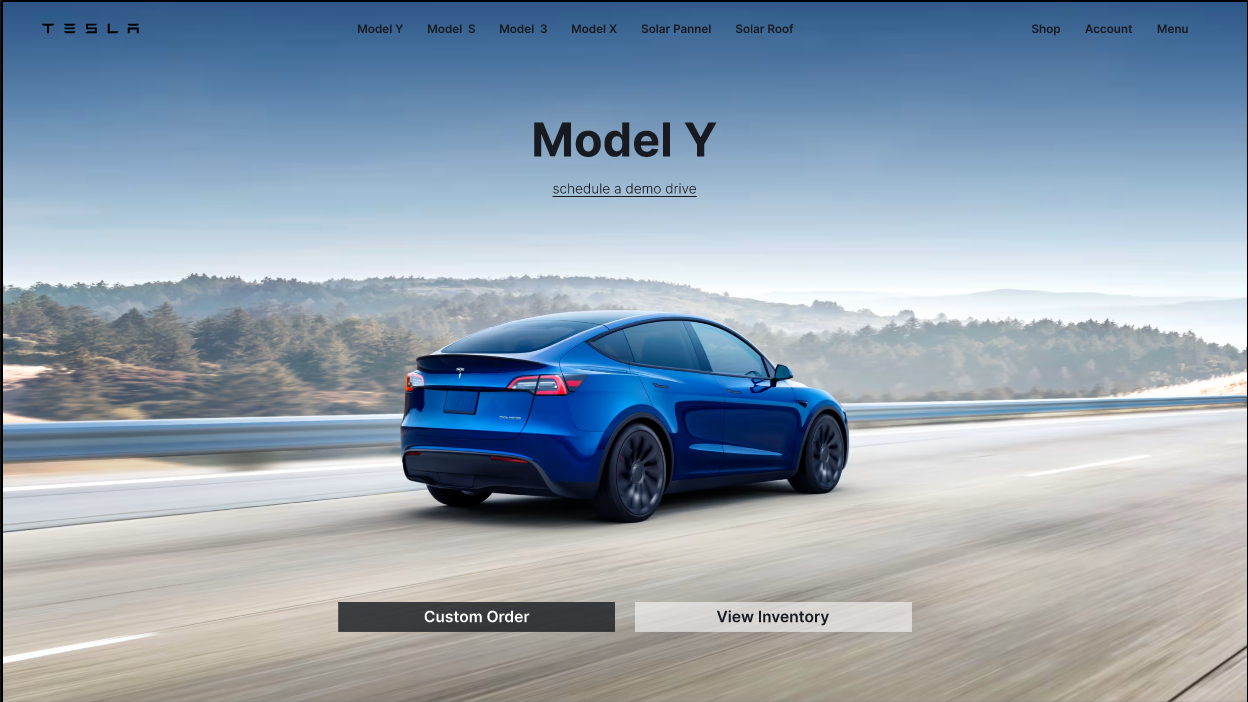 TESLA
Model Y Model S Model 3 Model X Solar Pannel Solar Roof
Shop Account Menu
Model Y
schedule a demo drive
Custom Order
View Inventory